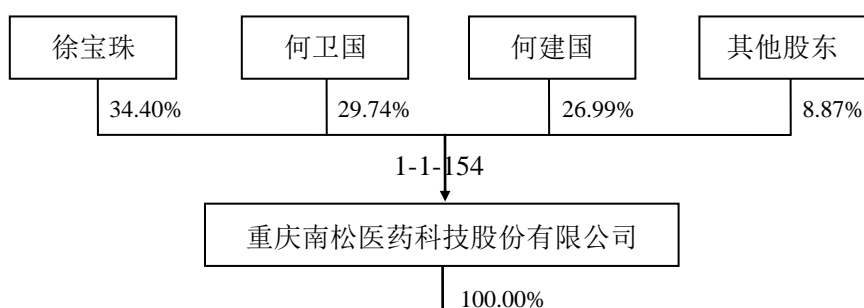 徐宝珠 何卫国 何建国 其他股东
34.40% 29.74% 26.99% 8.87%
1-1-154
重庆南松医药科技股份有限公司
100.00%